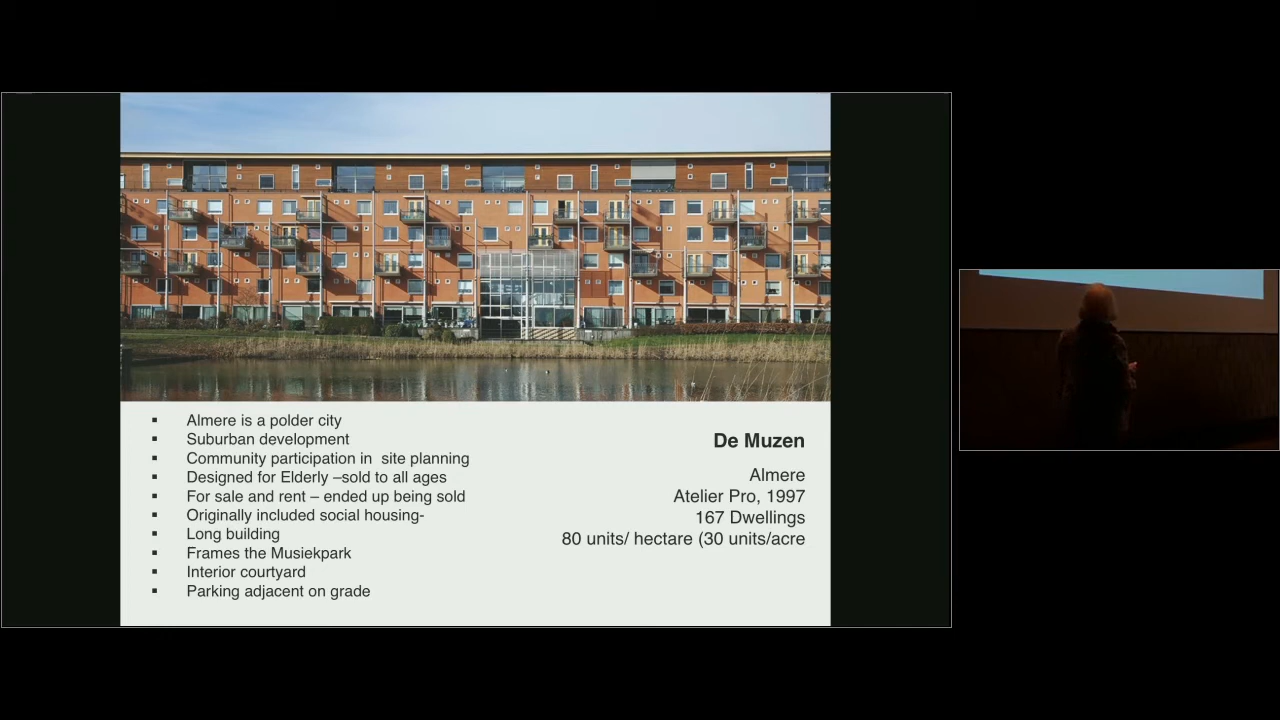 Almere is a polder city
Suburban development
Community participation in  site planning
Designed for Elderly –sold to all ages
For sale and rent – ended up being sold
Originally included social housing-
Long building
Frames the Musiekpark
Interior courtyard
Parking adjacent on grade
De Muzen
Almere
Atelier Pro, 1997
167 Dwellings
80 units/ hectare (30 units/acre